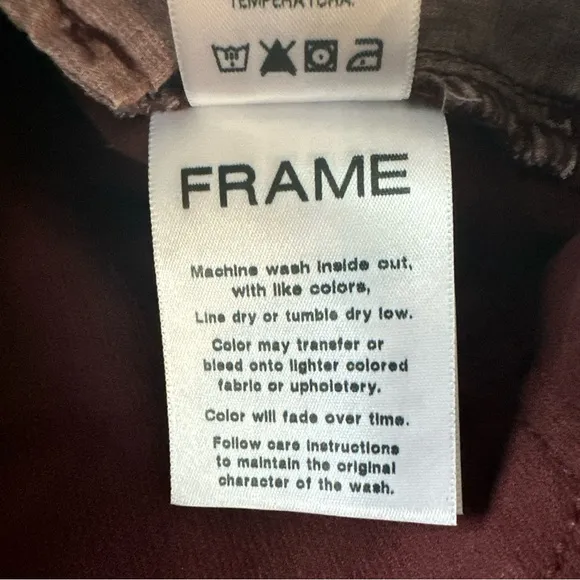 TEMPERATURA.
FRAME
Machine wash inside out,
with like colors,
Line dry or tumble dry low.
Color may transfer or
bleed onto lighter colored
fabric or upholstery.
Color will fade over time.
Follow care instructions
to maintain the original
character of the wash.